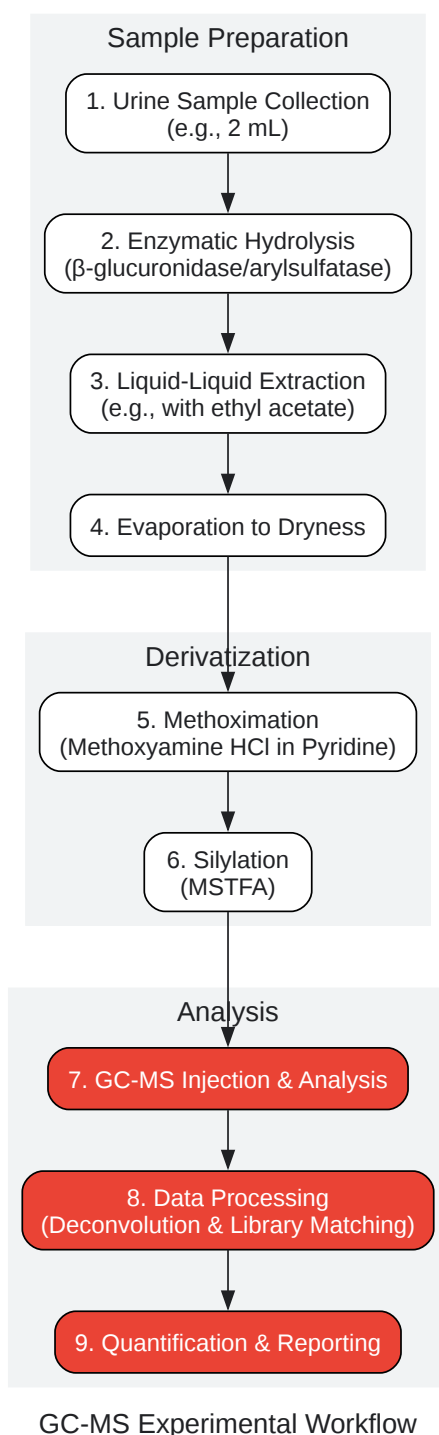 Sample Preparation
1. Urine Sample Collection
(e.g., 2 mL)
2. Enzymatic Hydrolysis
(β-glucuronidase/arylsulfatase)
3. Liquid-Liquid Extraction
(e.g., with ethyl acetate)
4. Evaporation to Dryness
Derivatization
5. Methoximation
(Methoxyamine HCl in Pyridine)
6. Silylation
(MSTFA)
Analysis
7. GC-MS Injection & Analysis
8. Data Processing
(Deconvolution & Library Matching)
9. Quantification & Reporting
GC-MS Experimental Workflow